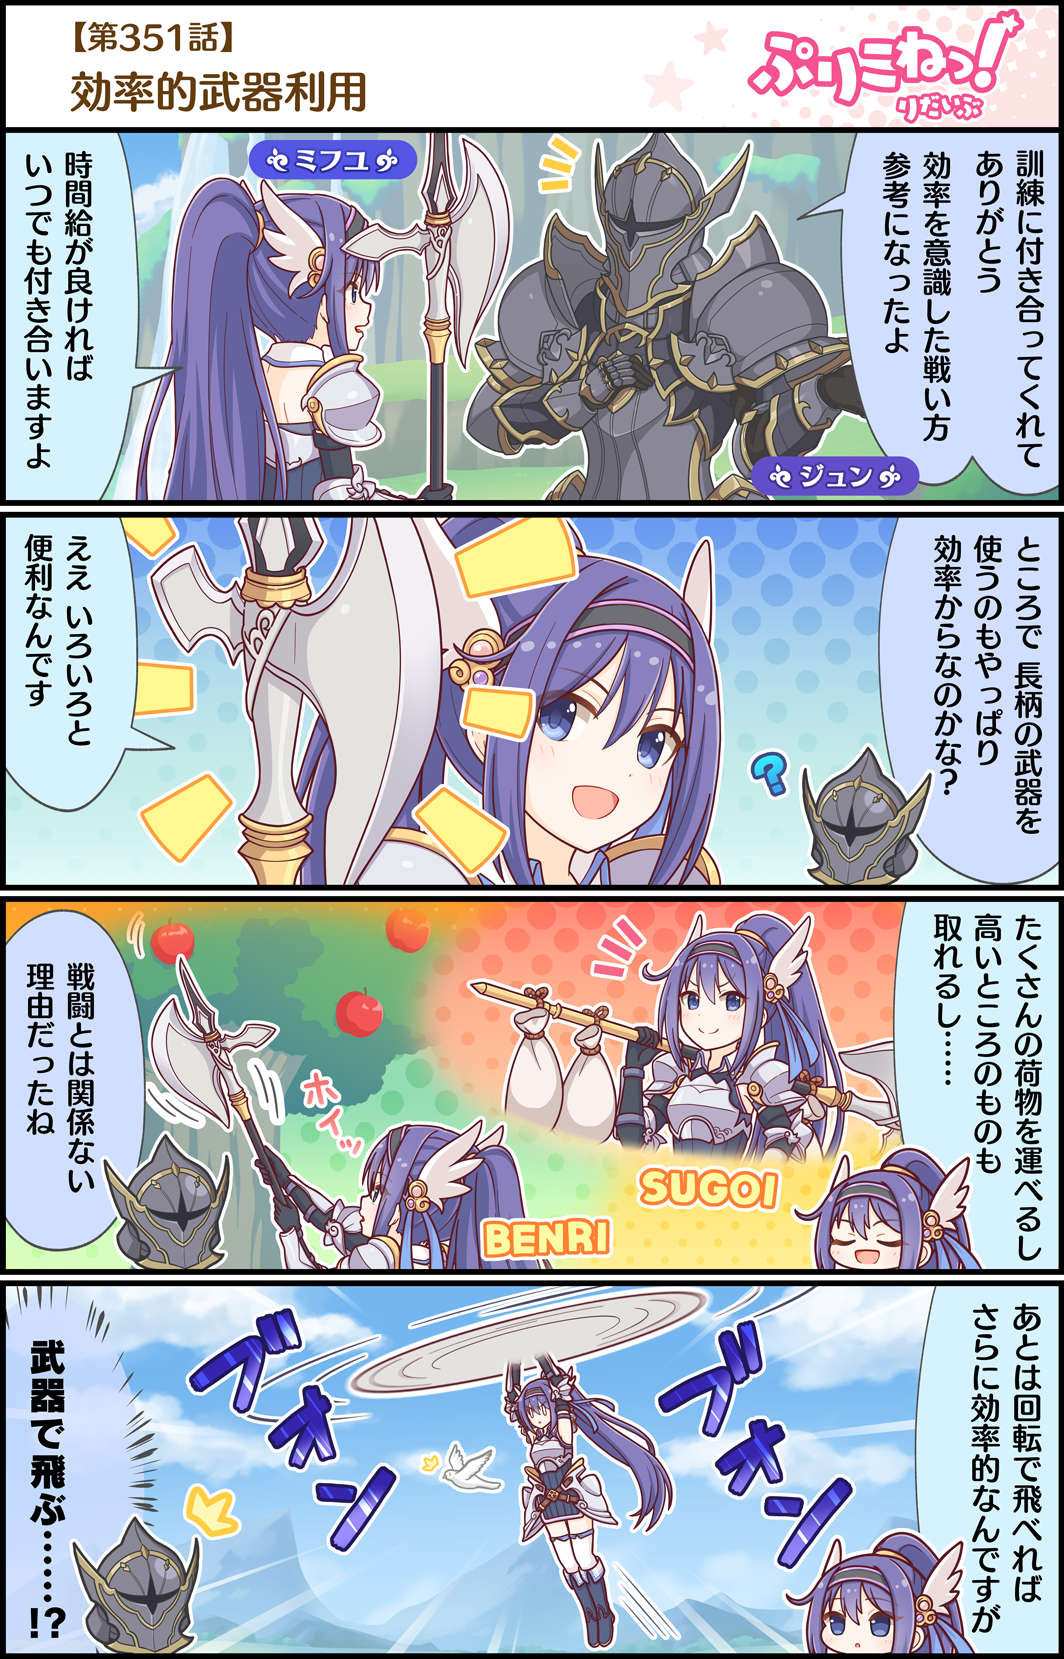 【第351話】
効率的武器利用
ぷりこねっ！
りだいぶ
訓練に付き合ってくれて
ありがとう
効率を意識した戦い方
参考になったよ
ジュン
ミフユ
時間給が良ければ
いつでも付き合いますよ
ところで 長柄の武器を
使うのもやっぱり
効率からなのかな？
?
ええ いろいろと
便利なんです
たくさんの荷物を運べるし
高いところのものも
取れるし……
SUGOI
BENRI
ホイッ
戦闘とは関係ない
理由だったね
あとは回転で飛べれば
さらに効率的なんですが
ズオン
ズオン
武器で飛ぶ……!?